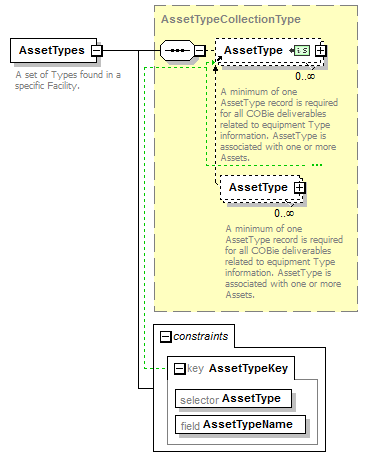 AssetTypeCollectionType
AssetTypes
A set of Types found in a
specific Facility.
AssetType
is
0..∞
A minimum of one
AssetType record is required
for all COBie deliverables
related to equipment Type
information. AssetType is
associated with one or more
Assets.
AssetType
0..∞
A minimum of one
AssetType record is required
for all COBie deliverables
related to equipment Type
information. AssetType is
associated with one or more
Assets.
constraints
key AssetTypeKey
selector AssetType
field AssetTypeName